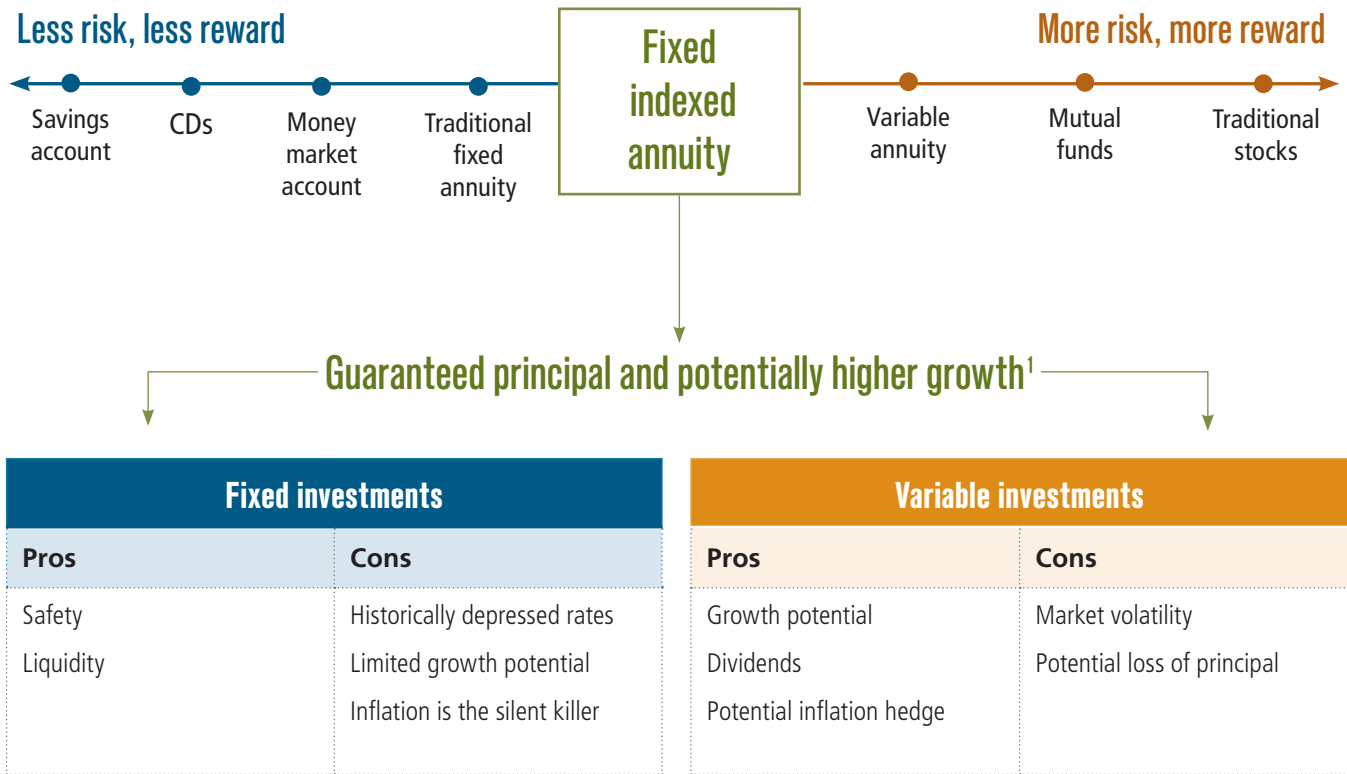 Less risk, less reward
Fixed
indexed
annuity
More risk, more reward
Savings
account
CDs
Money
market
account
Traditional
fixed
annuity
Variable
annuity
Mutual
funds
Traditional
stocks
Guaranteed principal and potentially higher growth¹
Fixed investments
Pros
Cons
Safety
Historically depressed rates
Liquidity
Limited growth potential
Inflation is the silent killer
Variable investments
Pros
Cons
Growth potential
Market volatility
Dividends
Potential loss of principal
Potential inflation hedge